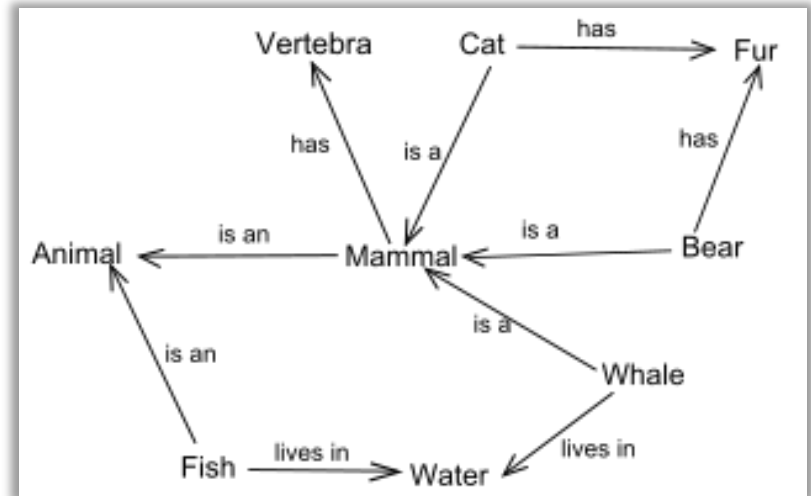 Vertebra
Cat
has
Fur
has
is a
has
Animal
is an
Mammal
is a
Bear
is an
is a
Whale
Fish
lives in
Water
lives in